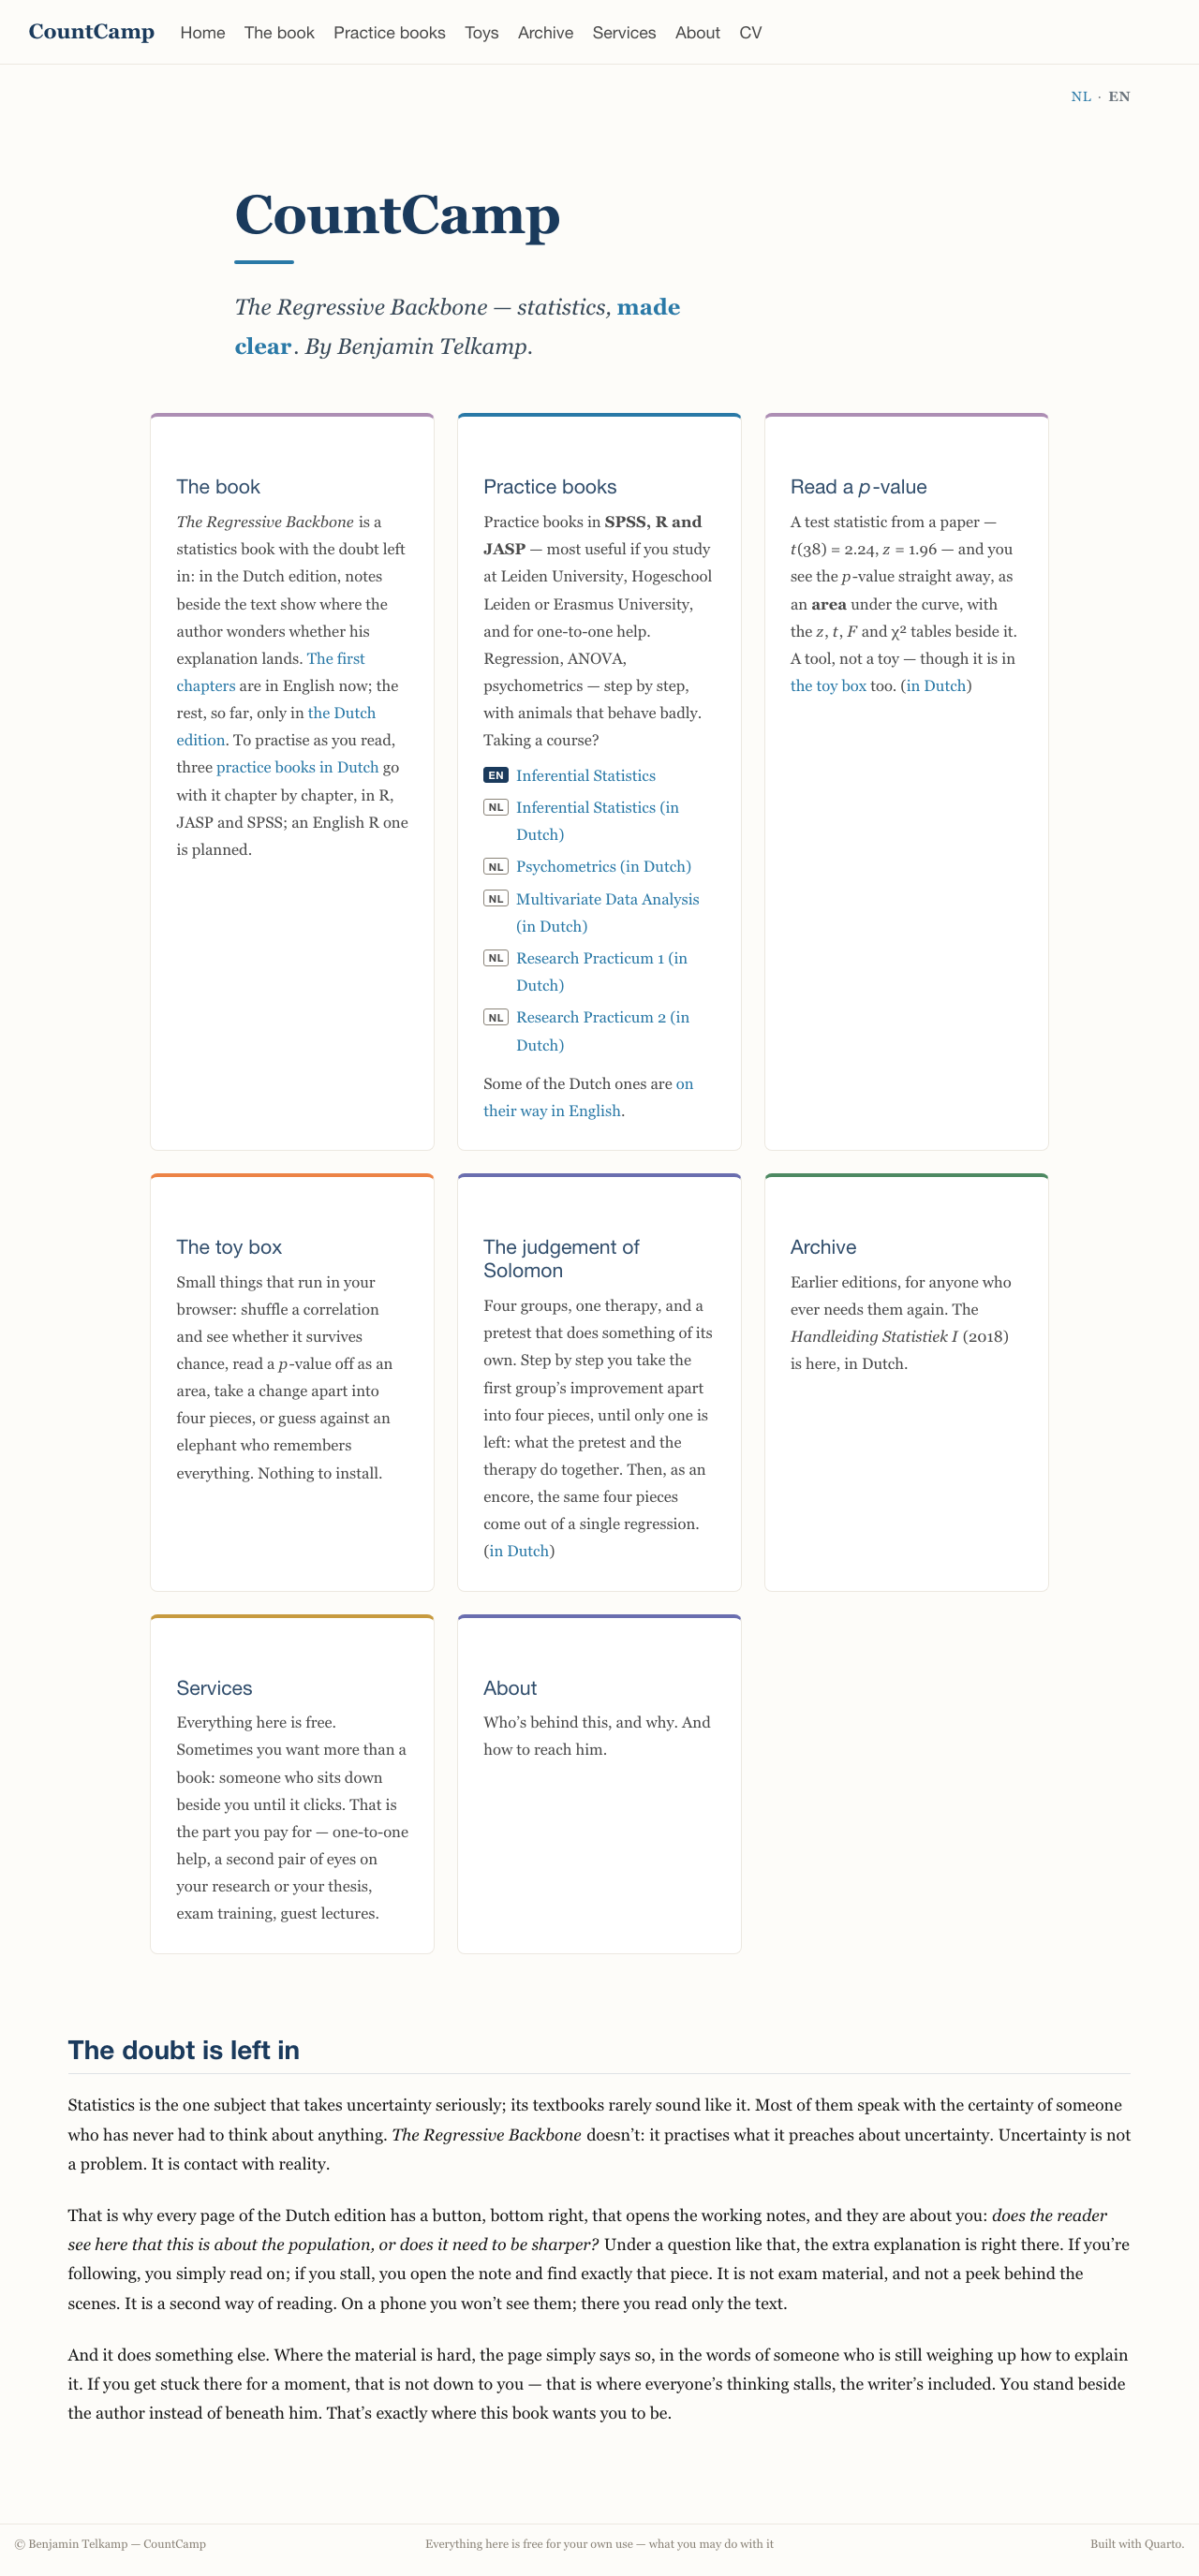 CountCamp Home The book Practice books Toys Archive Services About CV
NL · EN
CountCamp
The Regressive Backbone — statistics, made
clear. By Benjamin Telkamp.
The book
The Regressive Backbone is a
statistics book with the doubt left
in: in the Dutch edition, notes
beside the text show where the
author wonders whether his
explanation lands. The first
chapters are in English now; the
rest, so far, only in the Dutch
edition. To practise as you read,
three practice books in Dutch go
with it chapter by chapter, in R,
JASP and SPSS; an English R one
is planned.
Practice books
Practice books in SPSS, R and
JASP — most useful if you study
at Leiden University, Hogeschool
Leiden or Erasmus University,
and for one-to-one help.
Regression, ANOVA,
psychometrics — step by step,
with animals that behave badly.
Taking a course?
EN Inferential Statistics
NL Inferential Statistics (in
Dutch)
NL Psychometrics (in Dutch)
NL Multivariate Data Analysis
(in Dutch)
NL Research Practicum 1 (in
Dutch)
NL Research Practicum 2 (in
Dutch)
Some of the Dutch ones are on
their way in English.
Read a p-value
A test statistic from a paper —
t(38) = 2.24, z = 1.96 — and you
see the p-value straight away, as
an area under the curve, with
the z, t, F and χ² tables beside it.
A tool, not a toy — though it is in
the toy box too. (in Dutch)
The toy box
Small things that run in your
browser: shuffle a correlation
and see whether it survives
chance, read a p-value off as an
area, take a change apart into
four pieces, or guess against an
elephant who remembers
everything. Nothing to install.
The judgement of
Solomon
Four groups, one therapy, and a
pretest that does something of its
own. Step by step you take the
first group’s improvement apart
into four pieces, until only one is
left: what the pretest and the
therapy do together. Then, as an
encore, the same four pieces
come out of a single regression.
(in Dutch)
Archive
Earlier editions, for anyone who
ever needs them again. The
Handleiding Statistiek I (2018)
is here, in Dutch.
Services
Everything here is free.
Sometimes you want more than a
book: someone who sits down
beside you until it clicks. That is
the part you pay for — one-to-one
help, a second pair of eyes on
your research or your thesis,
exam training, guest lectures.
About
Who’s behind this, and why. And
how to reach him.
The doubt is left in
Statistics is the one subject that takes uncertainty seriously; its textbooks rarely sound like it. Most of them speak with the certainty of someone
who has never had to think about anything. The Regressive Backbone doesn’t: it practises what it preaches about uncertainty. Uncertainty is not
a problem. It is contact with reality.
That is why every page of the Dutch edition has a button, bottom right, that opens the working notes, and they are about you: does the reader
see here that this is about the population, or does it need to be sharper? Under a question like that, the extra explanation is right there. If you’re
following, you simply read on; if you stall, you open the note and find exactly that piece. It is not exam material, and not a peek behind the
scenes. It is a second way of reading. On a phone you won’t see them; there you read only the text.
And it does something else. Where the material is hard, the page simply says so, in the words of someone who is still weighing up how to explain
it. If you get stuck there for a moment, that is not down to you — that is where everyone’s thinking stalls, the writer’s included. You stand beside
the author instead of beneath him. That’s exactly where this book wants you to be.
© Benjamin Telkamp — CountCamp
Everything here is free for your own use — what you may do with it
Built with Quarto.